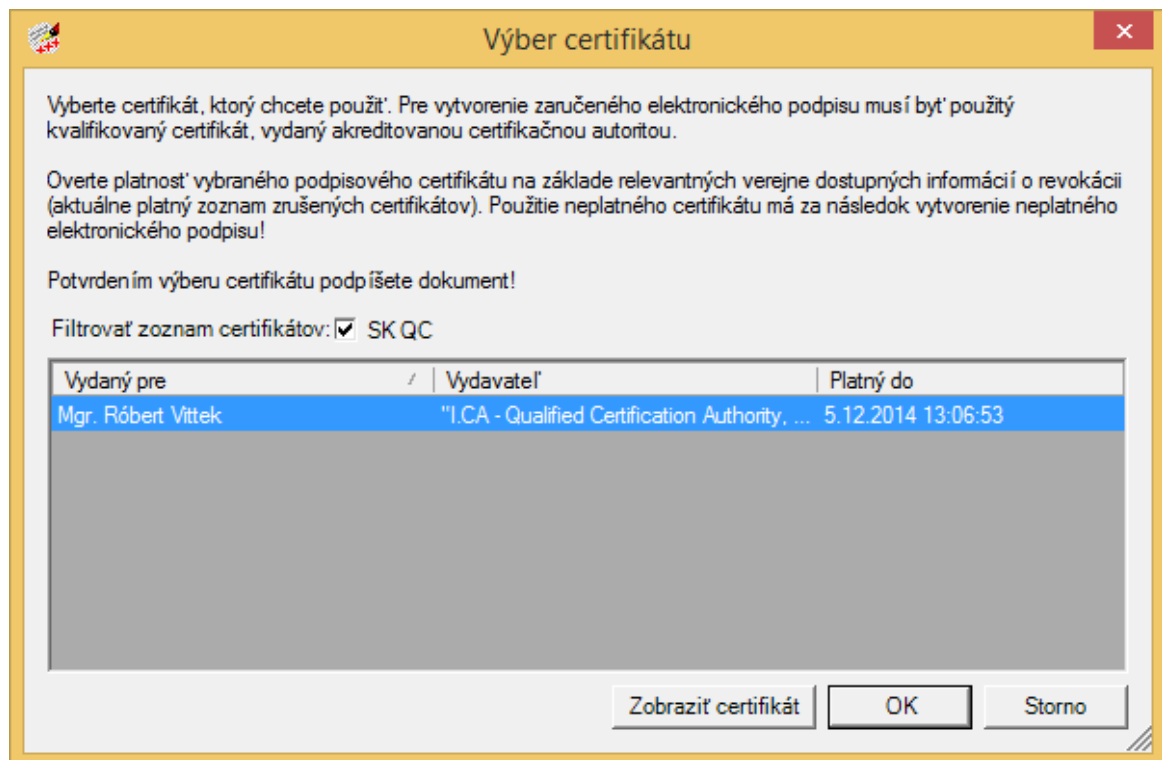 Výber certifikátu
Vyberte certifikát, ktorý chcete použiť. Pre vytvorenie zaručeného elektronického podpisu musí byť použitý
kvalifikovaný certifikát, vydaný akreditovanou certifikačnou autoritou.
Overte platnosť vybraného podpisového certifikátu na základe relevantných verejne dostupných informácií o revokácii
(aktuálne platný zoznam zrušených certifikátov). Použitie neplatného certifikátu má za následok vytvorenie neplatného
elektronického podpisu!
Potvrdením výberu certifikátu podpíšete dokument!
Filtrovať zoznam certifikátov: SK QC
Vydaný pre Vydavateľ Platný do
Mgr. Róbert Vittek "I.CA - Qualified Certification Authority, ... 5.12.2014 13:06:53
Zobraziť certifikát OK Storno